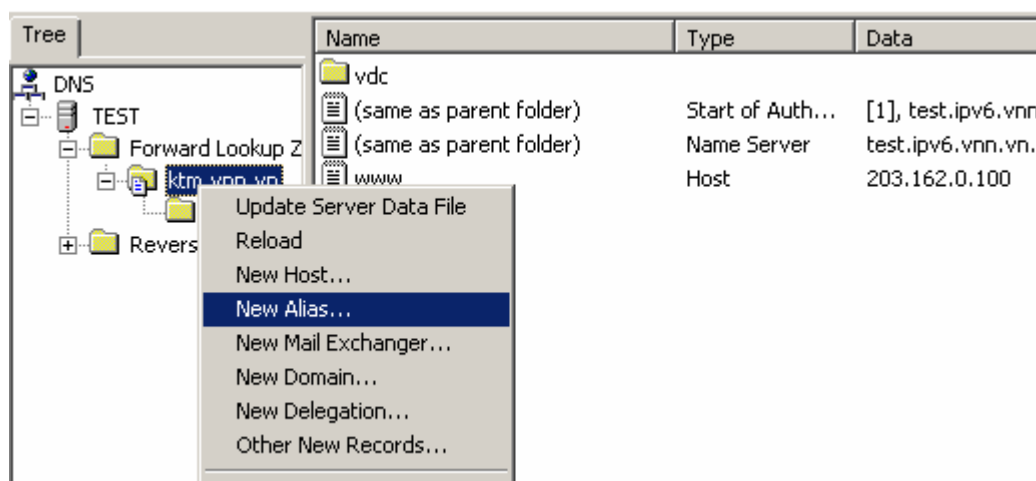 Tree
Name Type Data
DNS
TEST
Forward Lookup Z
ktm.vnn.vn
Revers
vdc
(same as parent folder) Start of Auth... [1], test.ipv6.vnn
(same as parent folder) Name Server test.ipv6.vnn.vn.
www Host 203.162.0.100
Update Server Data File
Reload
New Host...
New Alias...
New Mail Exchanger...
New Domain...
New Delegation...
Other New Records...